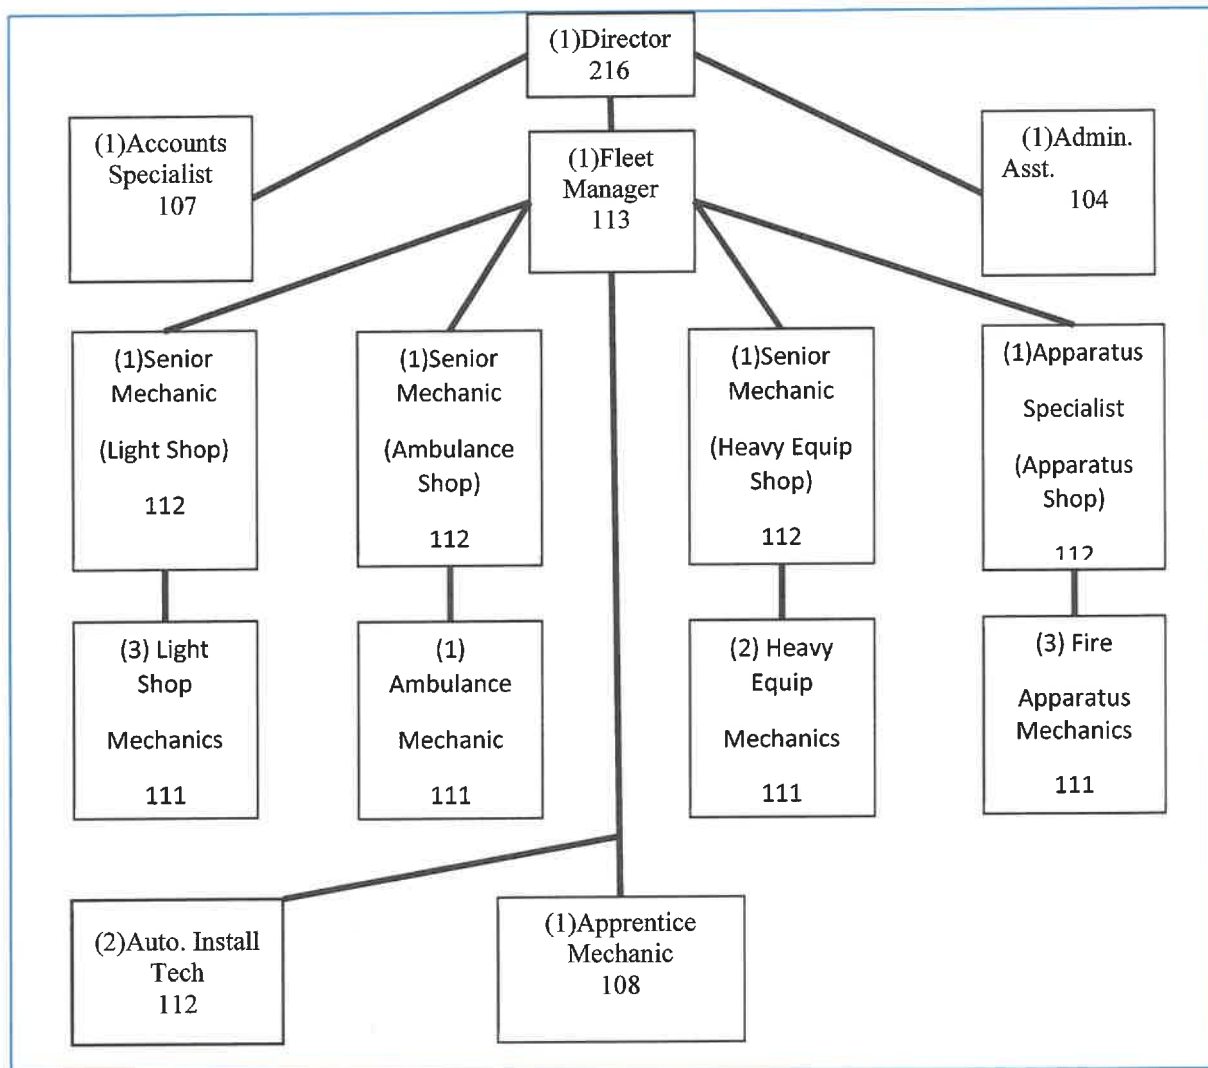 (1)Director
216
(1)Accounts
Specialist
107
(1)Fleet
Manager
113
(1)Admin.
Asst.
104
(1)Senior
Mechanic
(Light Shop)
112
(1)Senior
Mechanic
(Ambulance
Shop)
112
(1)Senior
Mechanic
(Heavy Equip
Shop)
112
(1)Apparatus
Specialist
(Apparatus
Shop)
112
(3) Light
Shop
Mechanics
111
(1)
Ambulance
Mechanic
111
(2) Heavy
Equip
Mechanics
111
(3) Fire
Apparatus
Mechanics
111
(2)Auto. Install
Tech
112
(1)Apprentice
Mechanic
108